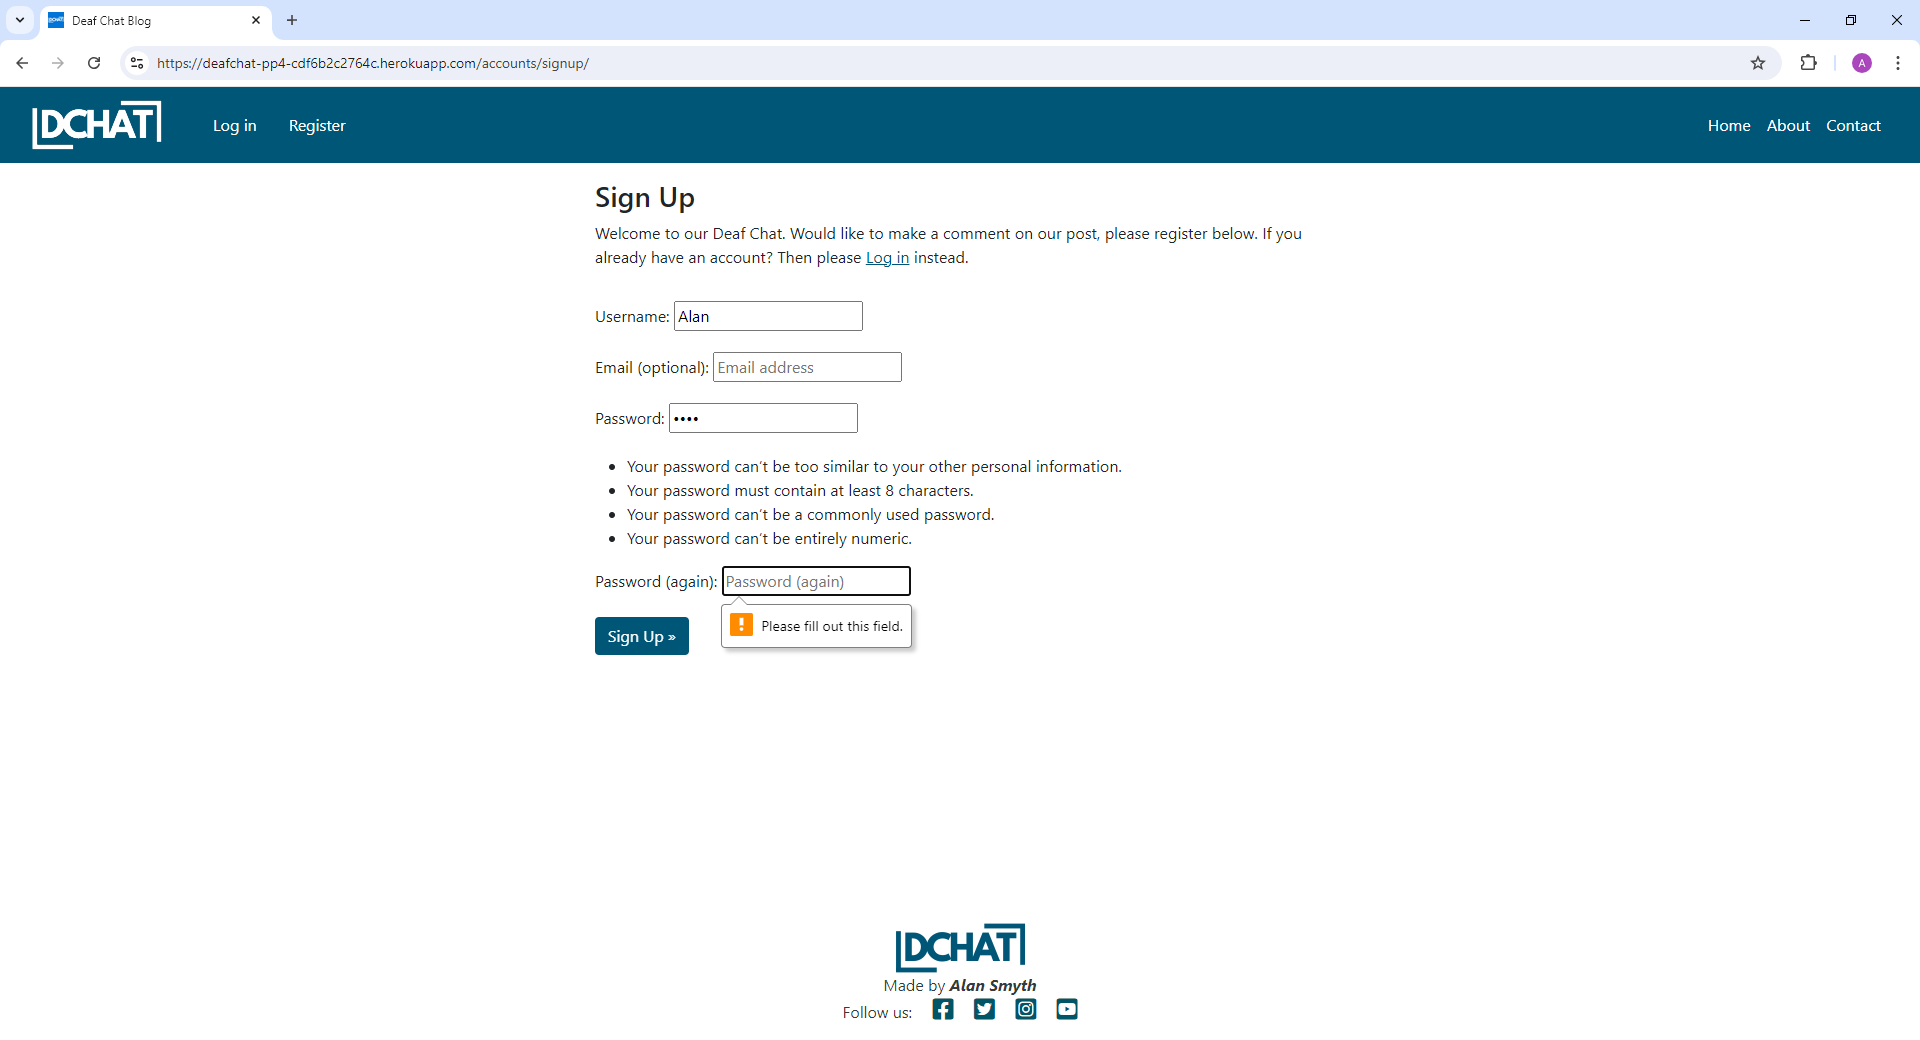 Deaf Chat Blog
https://deafchat-pp4-cdf6b2c2764c.herokuapp.com/accounts/signup/
A
DCHAT
Log in
Register
Home
About
Contact
Sign Up
Welcome to our Deaf Chat. Would like to make a comment on our post, please register below. If you
already have an account? Then please Log in instead.
Username: Alan
Email (optional): Email address
Password: ••••
• Your password can’t be too similar to your other personal information.
• Your password must contain at least 8 characters.
• Your password can’t be a commonly used password.
• Your password can’t be entirely numeric.
Password (again): Password (again)
Please fill out this field.
Sign Up »
DCHAT
Made by Alan Smyth
Follow us: